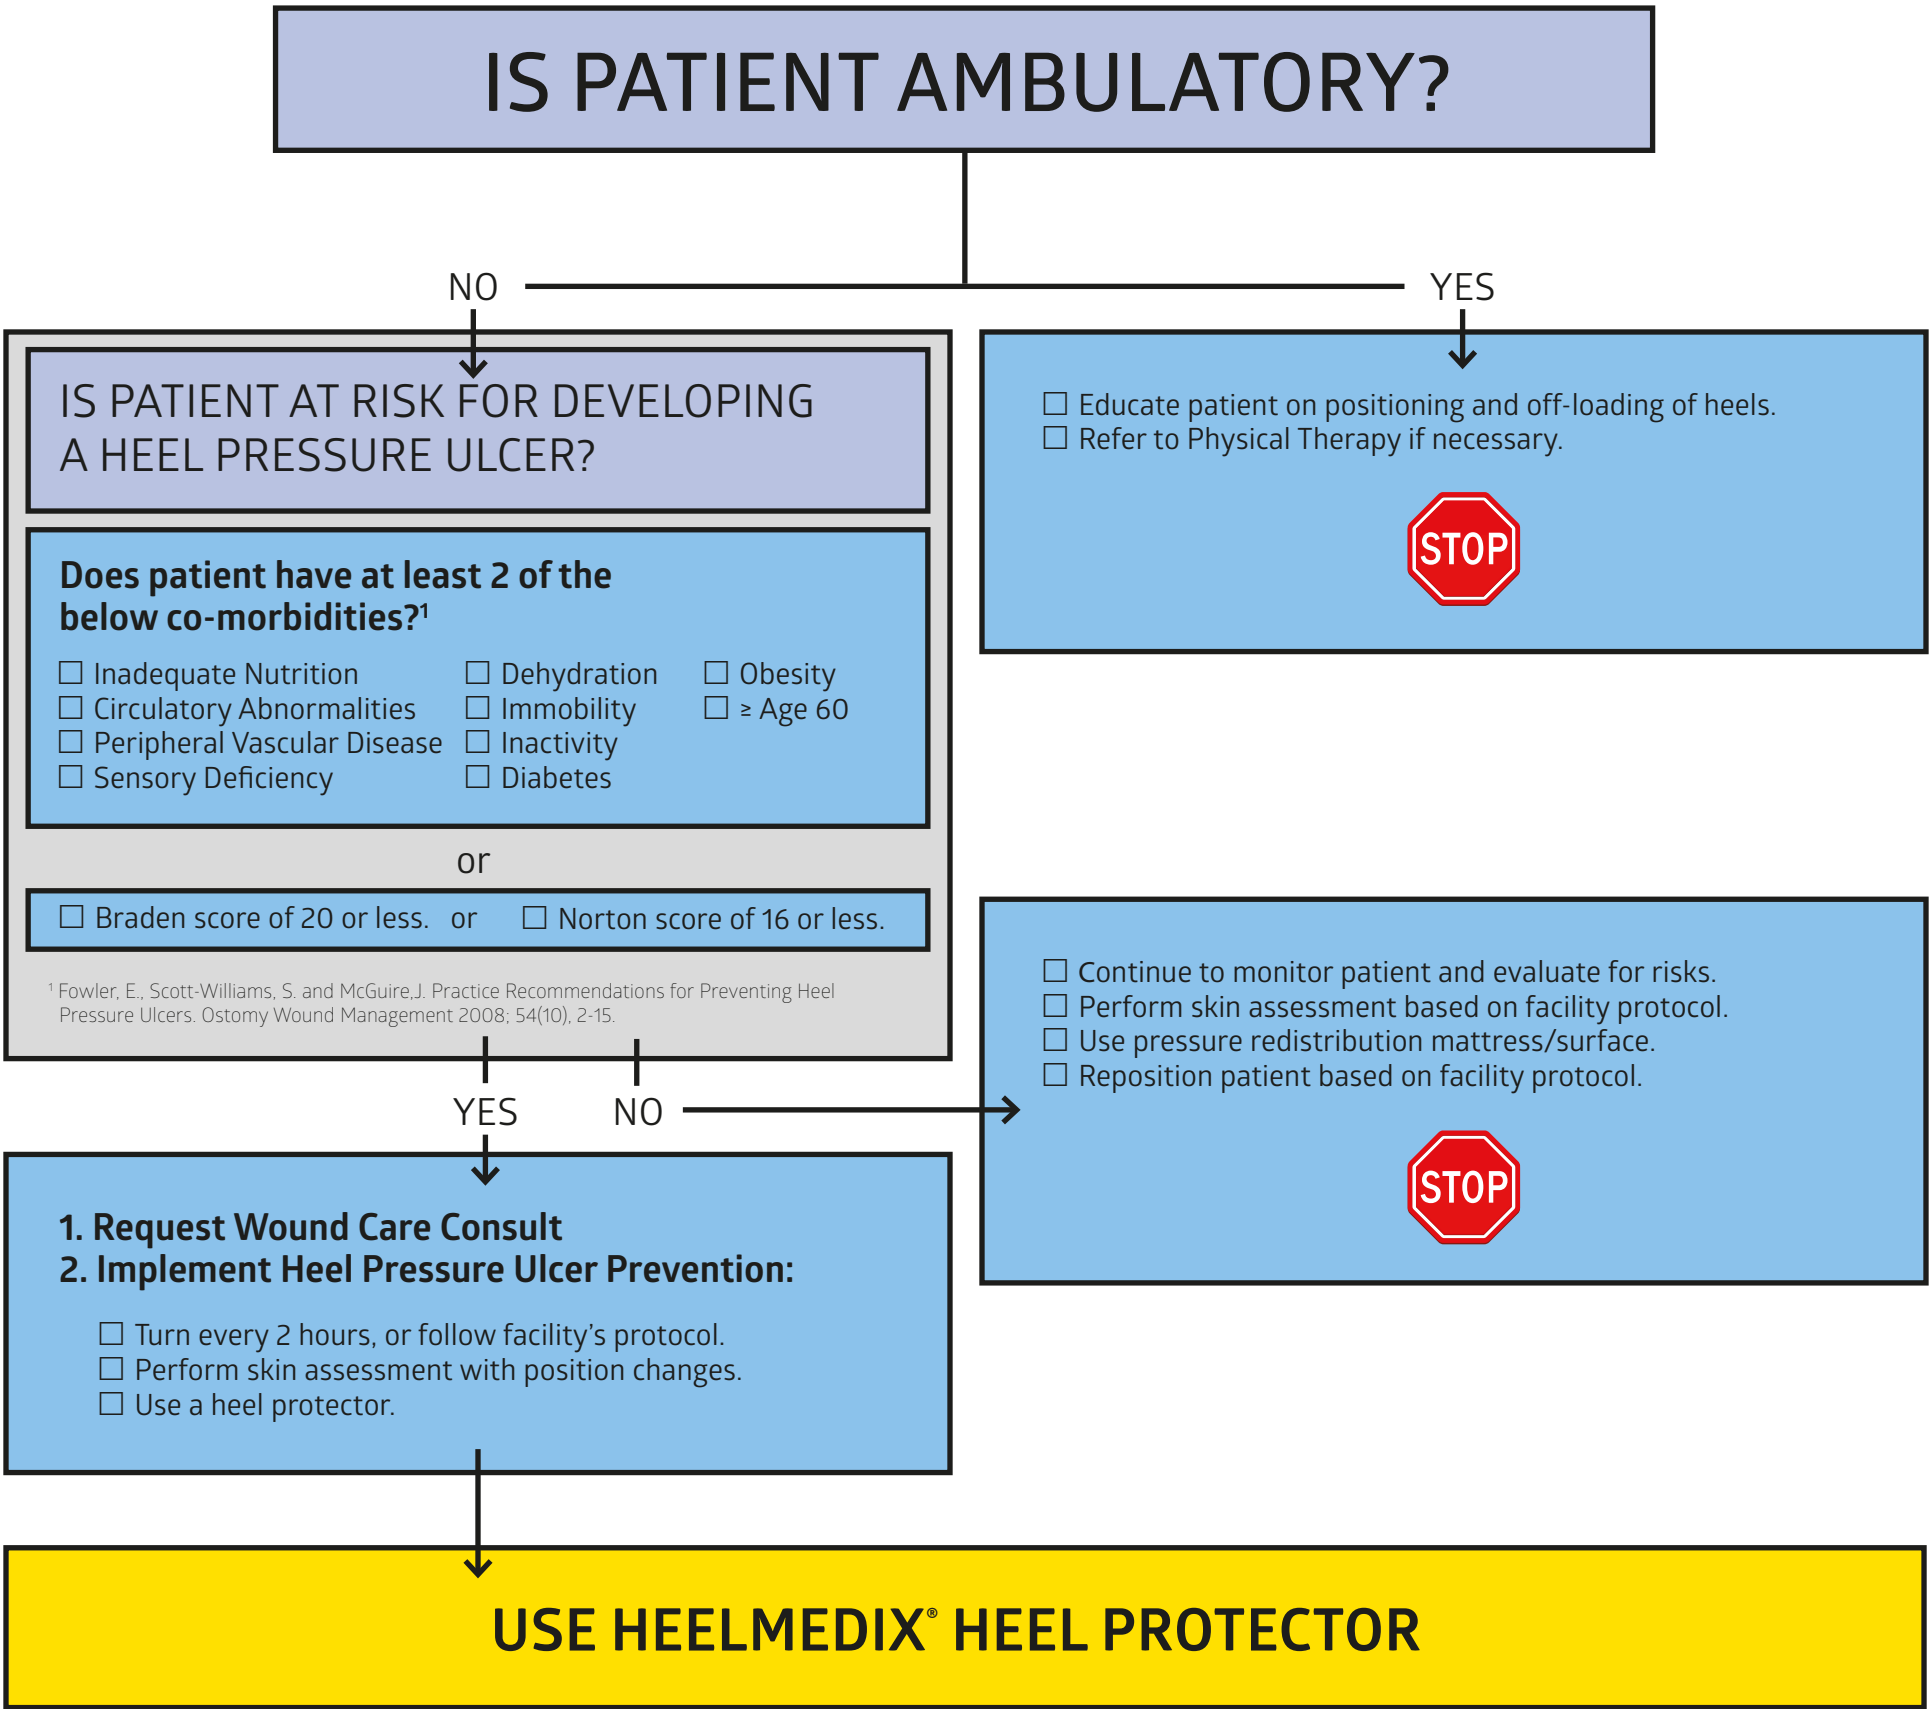 IS PATIENT AMBULATORY?
NO
YES
IS PATIENT AT RISK FOR DEVELOPING
A HEEL PRESSURE ULCER?
Does patient have at least 2 of the
below co-morbidities?¹
☐ Inadequate Nutrition
☐ Circulatory Abnormalities
☐ Peripheral Vascular Disease
☐ Sensory Deficiency
☐ Dehydration
☐ Immobility
☐ Inactivity
☐ Diabetes
☐ Obesity
☐ ≥ Age 60
or
☐ Braden score of 20 or less. or ☐ Norton score of 16 or less.
¹ Fowler, E., Scott-Williams, S. and McGuire,J. Practice Recommendations for Preventing Heel
Pressure Ulcers. Ostomy Wound Management 2008; 54(10), 2-15.
☐ Educate patient on positioning and off-loading of heels.
☐ Refer to Physical Therapy if necessary.
STOP
YES
NO
☐ Continue to monitor patient and evaluate for risks.
☐ Perform skin assessment based on facility protocol.
☐ Use pressure redistribution mattress/surface.
☐ Reposition patient based on facility protocol.
STOP
1. Request Wound Care Consult
2. Implement Heel Pressure Ulcer Prevention:
☐ Turn every 2 hours, or follow facility’s protocol.
☐ Perform skin assessment with position changes.
☐ Use a heel protector.
USE HEELMEDIX® HEEL PROTECTOR